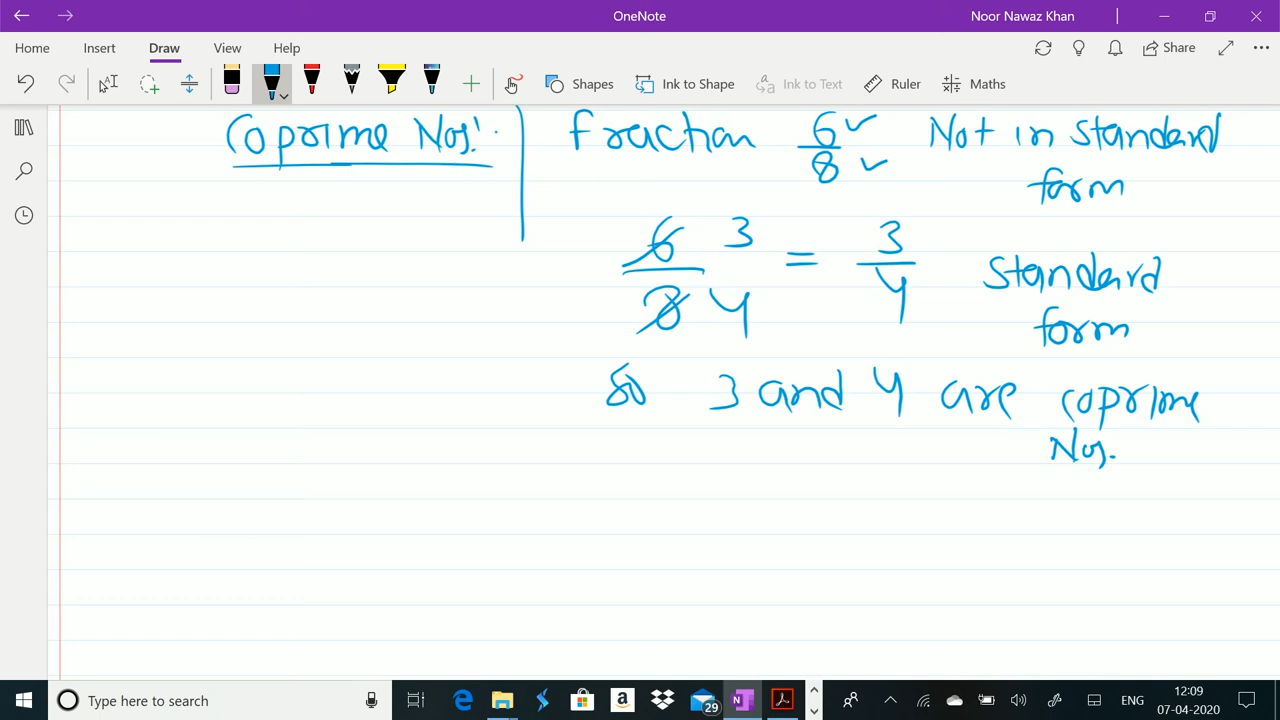 OneNote
Noor Nawaz Khan
Home Insert Draw View Help
Share
Shapes Ink to Shape Ink to Text Ruler Maths
Coprime Nos:
Fraction 6/8 Not in standard
form
6/8 3 4 = 3/4 Standard
form
So 3 and 4 are coprime
Nos.
Type here to search
29
ENG
12:09
07-04-2020